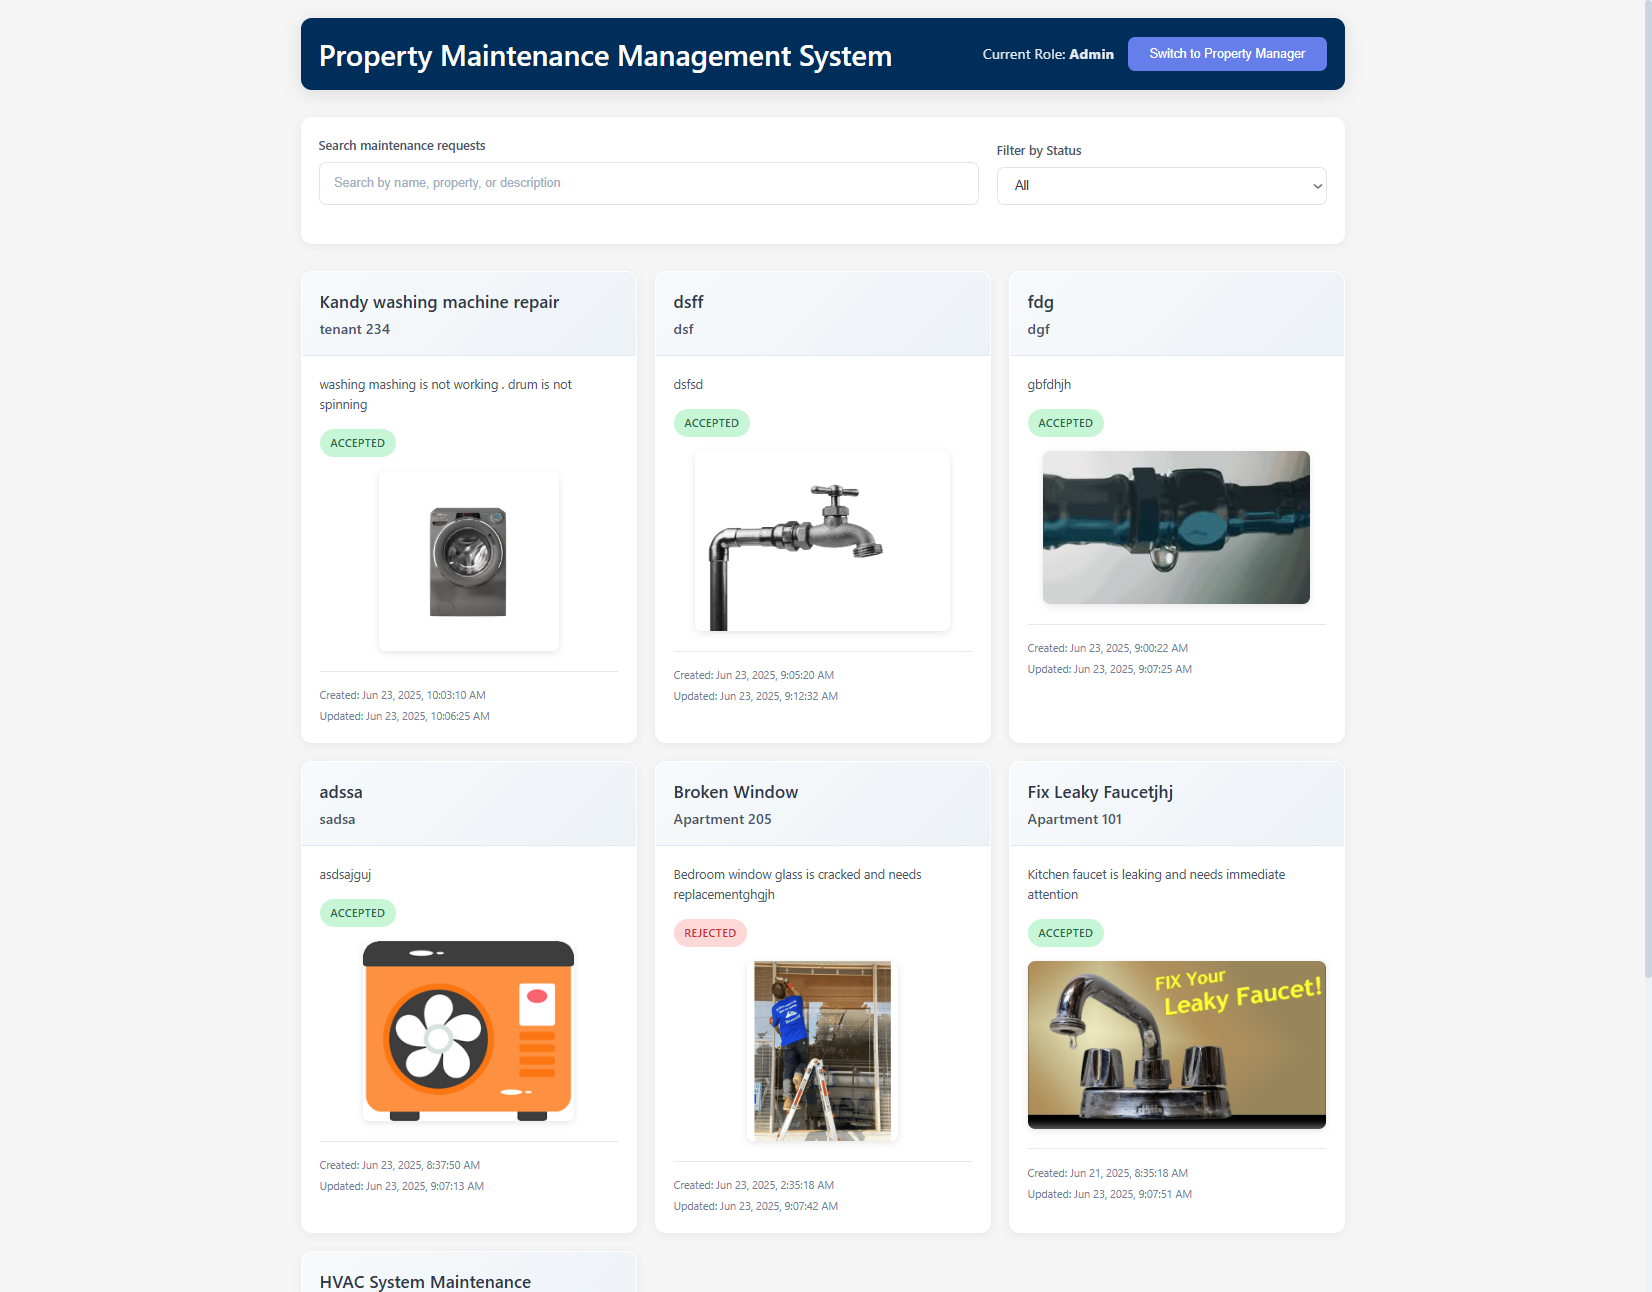 Property Maintenance Management System
Current Role: Admin
Switch to Property Manager
Search maintenance requests
Search by name, property, or description
Filter by Status
All
Kandy washing machine repair
tenant 234
washing mashing is not working . drum is not
spinning
ACCEPTED
Created: Jun 23, 2025, 10:03:10 AM
Updated: Jun 23, 2025, 10:06:25 AM
dsff
dsf
dsfsd
ACCEPTED
Created: Jun 23, 2025, 9:05:20 AM
Updated: Jun 23, 2025, 9:12:32 AM
fdg
dgf
gbfdhjh
ACCEPTED
Created: Jun 23, 2025, 9:00:22 AM
Updated: Jun 23, 2025, 9:07:25 AM
adssa
sadsa
asdsajguj
ACCEPTED
Created: Jun 23, 2025, 8:37:50 AM
Updated: Jun 23, 2025, 9:07:13 AM
Broken Window
Apartment 205
Bedroom window glass is cracked and needs
replacementghgjh
REJECTED
Created: Jun 23, 2025, 2:35:18 AM
Updated: Jun 23, 2025, 9:07:42 AM
Fix Leaky Faucetjhj
Apartment 101
Kitchen faucet is leaking and needs immediate
attention
ACCEPTED
FIX Your
Leaky Faucet!
Created: Jun 21, 2025, 8:35:18 AM
Updated: Jun 23, 2025, 9:07:51 AM
HVAC System Maintenance